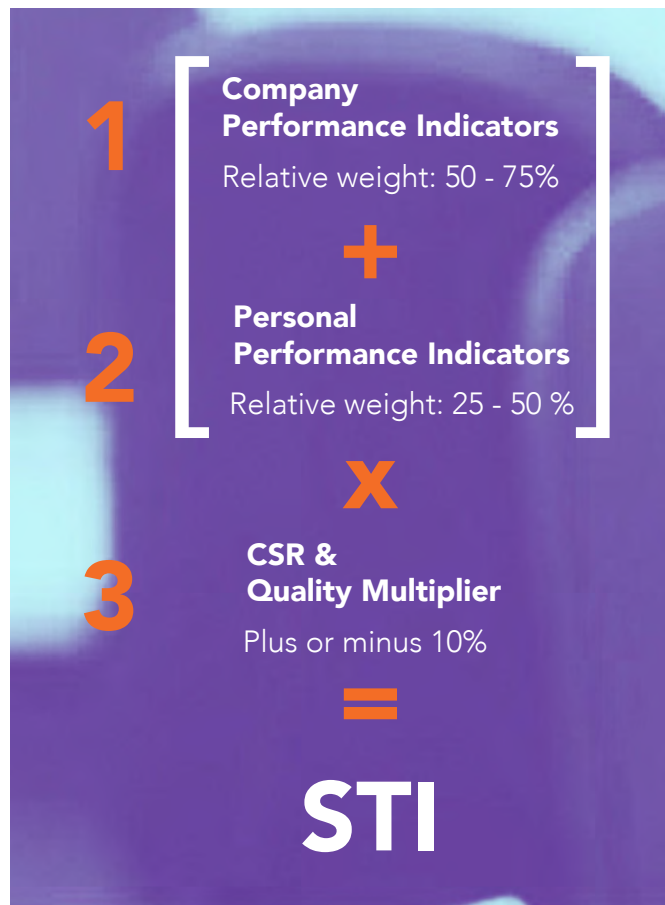 1
Company
Performance Indicators
Relative weight: 50 - 75%
+
2
Personal
Performance Indicators
Relative weight: 25 - 50 %
x
3
CSR &
Quality Multiplier
Plus or minus 10%
=
STI